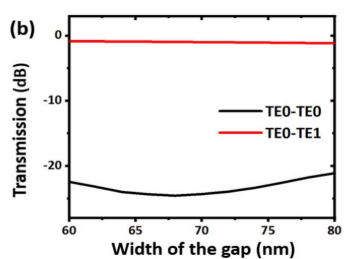 (b)
Transmission (dB)
0
-10
-20
TE0-TE0
TE0-TE1
60
65
70
75
80
Width of the gap (nm)